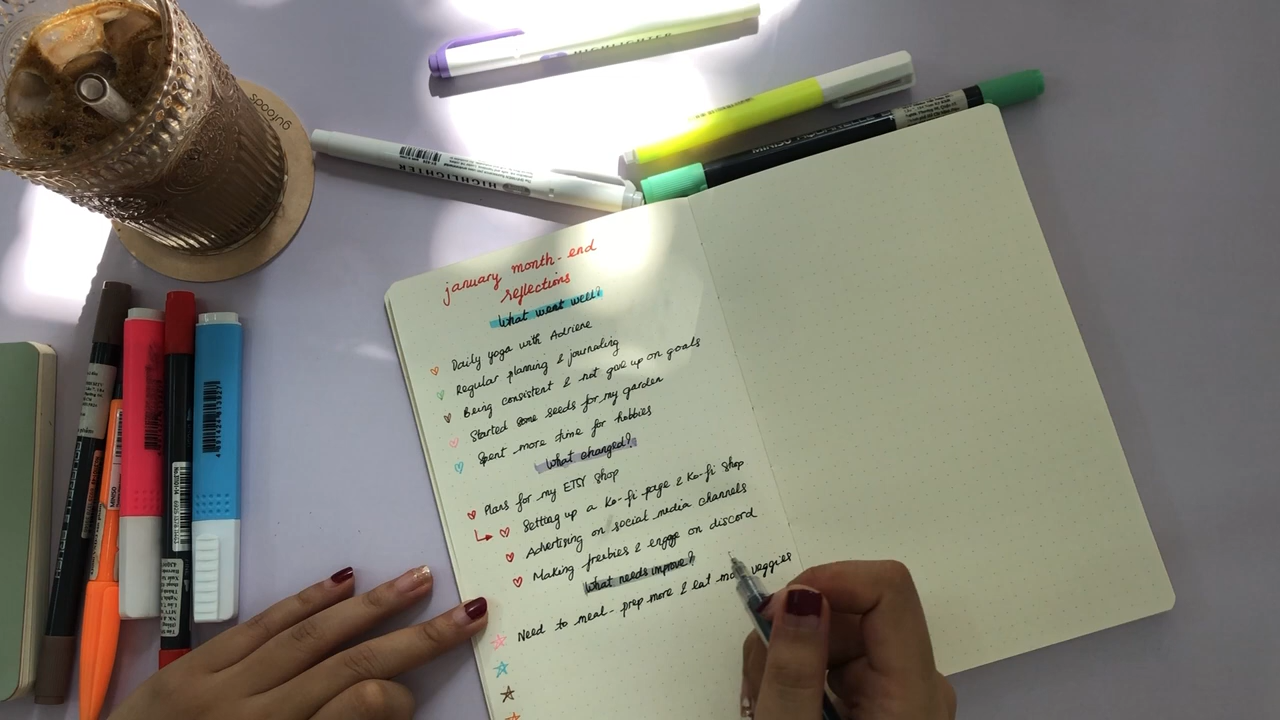 gufoods
HIGHLIGHTER
HIGHLIGHTER
january month-end
reflections
What went well?
Daily yoga with Adriene
Regular planning & journaling
Being consistent & not give up on goals
Started some seeds for my garden
Spent more time for hobbies
What changed?
Plans for my ETSY shop
Setting up a ko-fi page & ko-fi shop
Advertising on social media channels
Making freebies & engage on discord
What needs improve?
Need to meal-prep more & eat more veggies